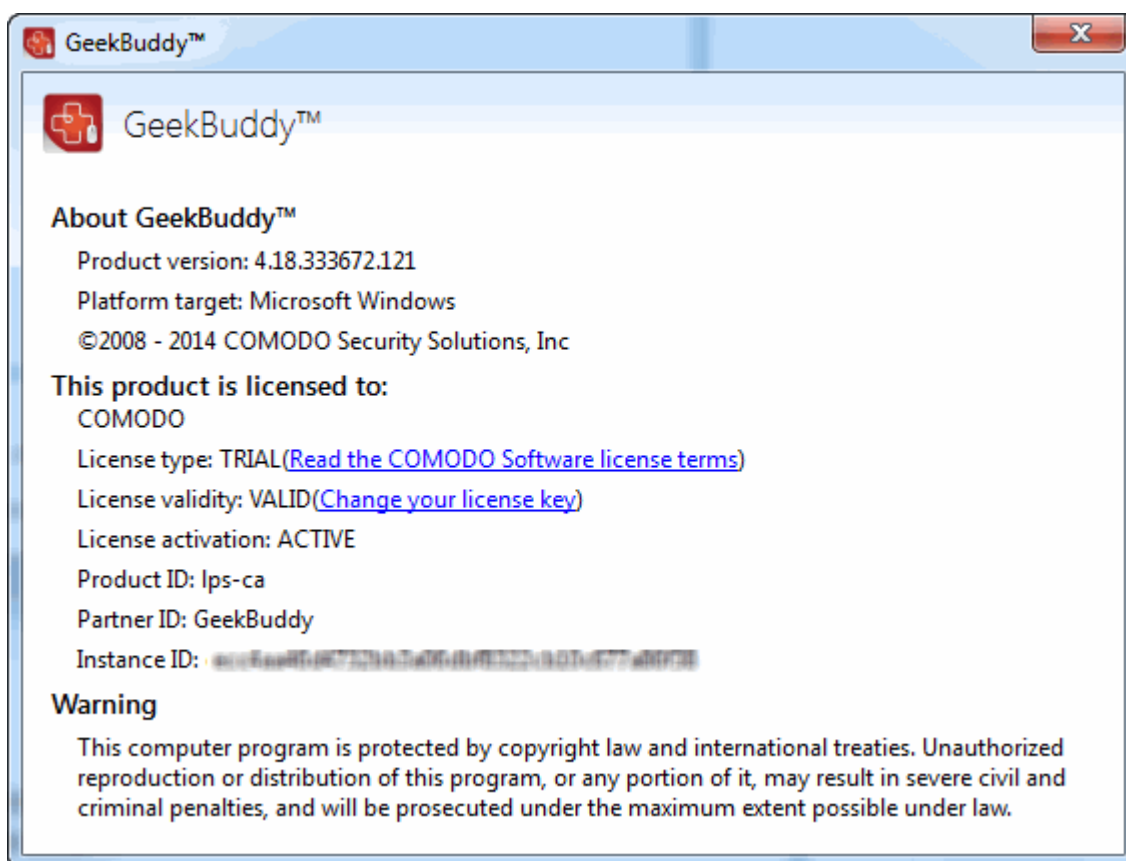 GeekBuddy™
GeekBuddy™
About GeekBuddy™
Product version: 4.18.333672.121
Platform target: Microsoft Windows
©2008 - 2014 COMODO Security Solutions, Inc
This product is licensed to:
COMODO
License type: TRIAL(Read the COMODO Software license terms)
License validity: VALID(Change your license key)
License activation: ACTIVE
Product ID: lps-ca
Partner ID: GeekBuddy
Instance ID:
Warning
This computer program is protected by copyright law and international treaties. Unauthorized
reproduction or distribution of this program, or any portion of it, may result in severe civil and
criminal penalties, and will be prosecuted under the maximum extent possible under law.